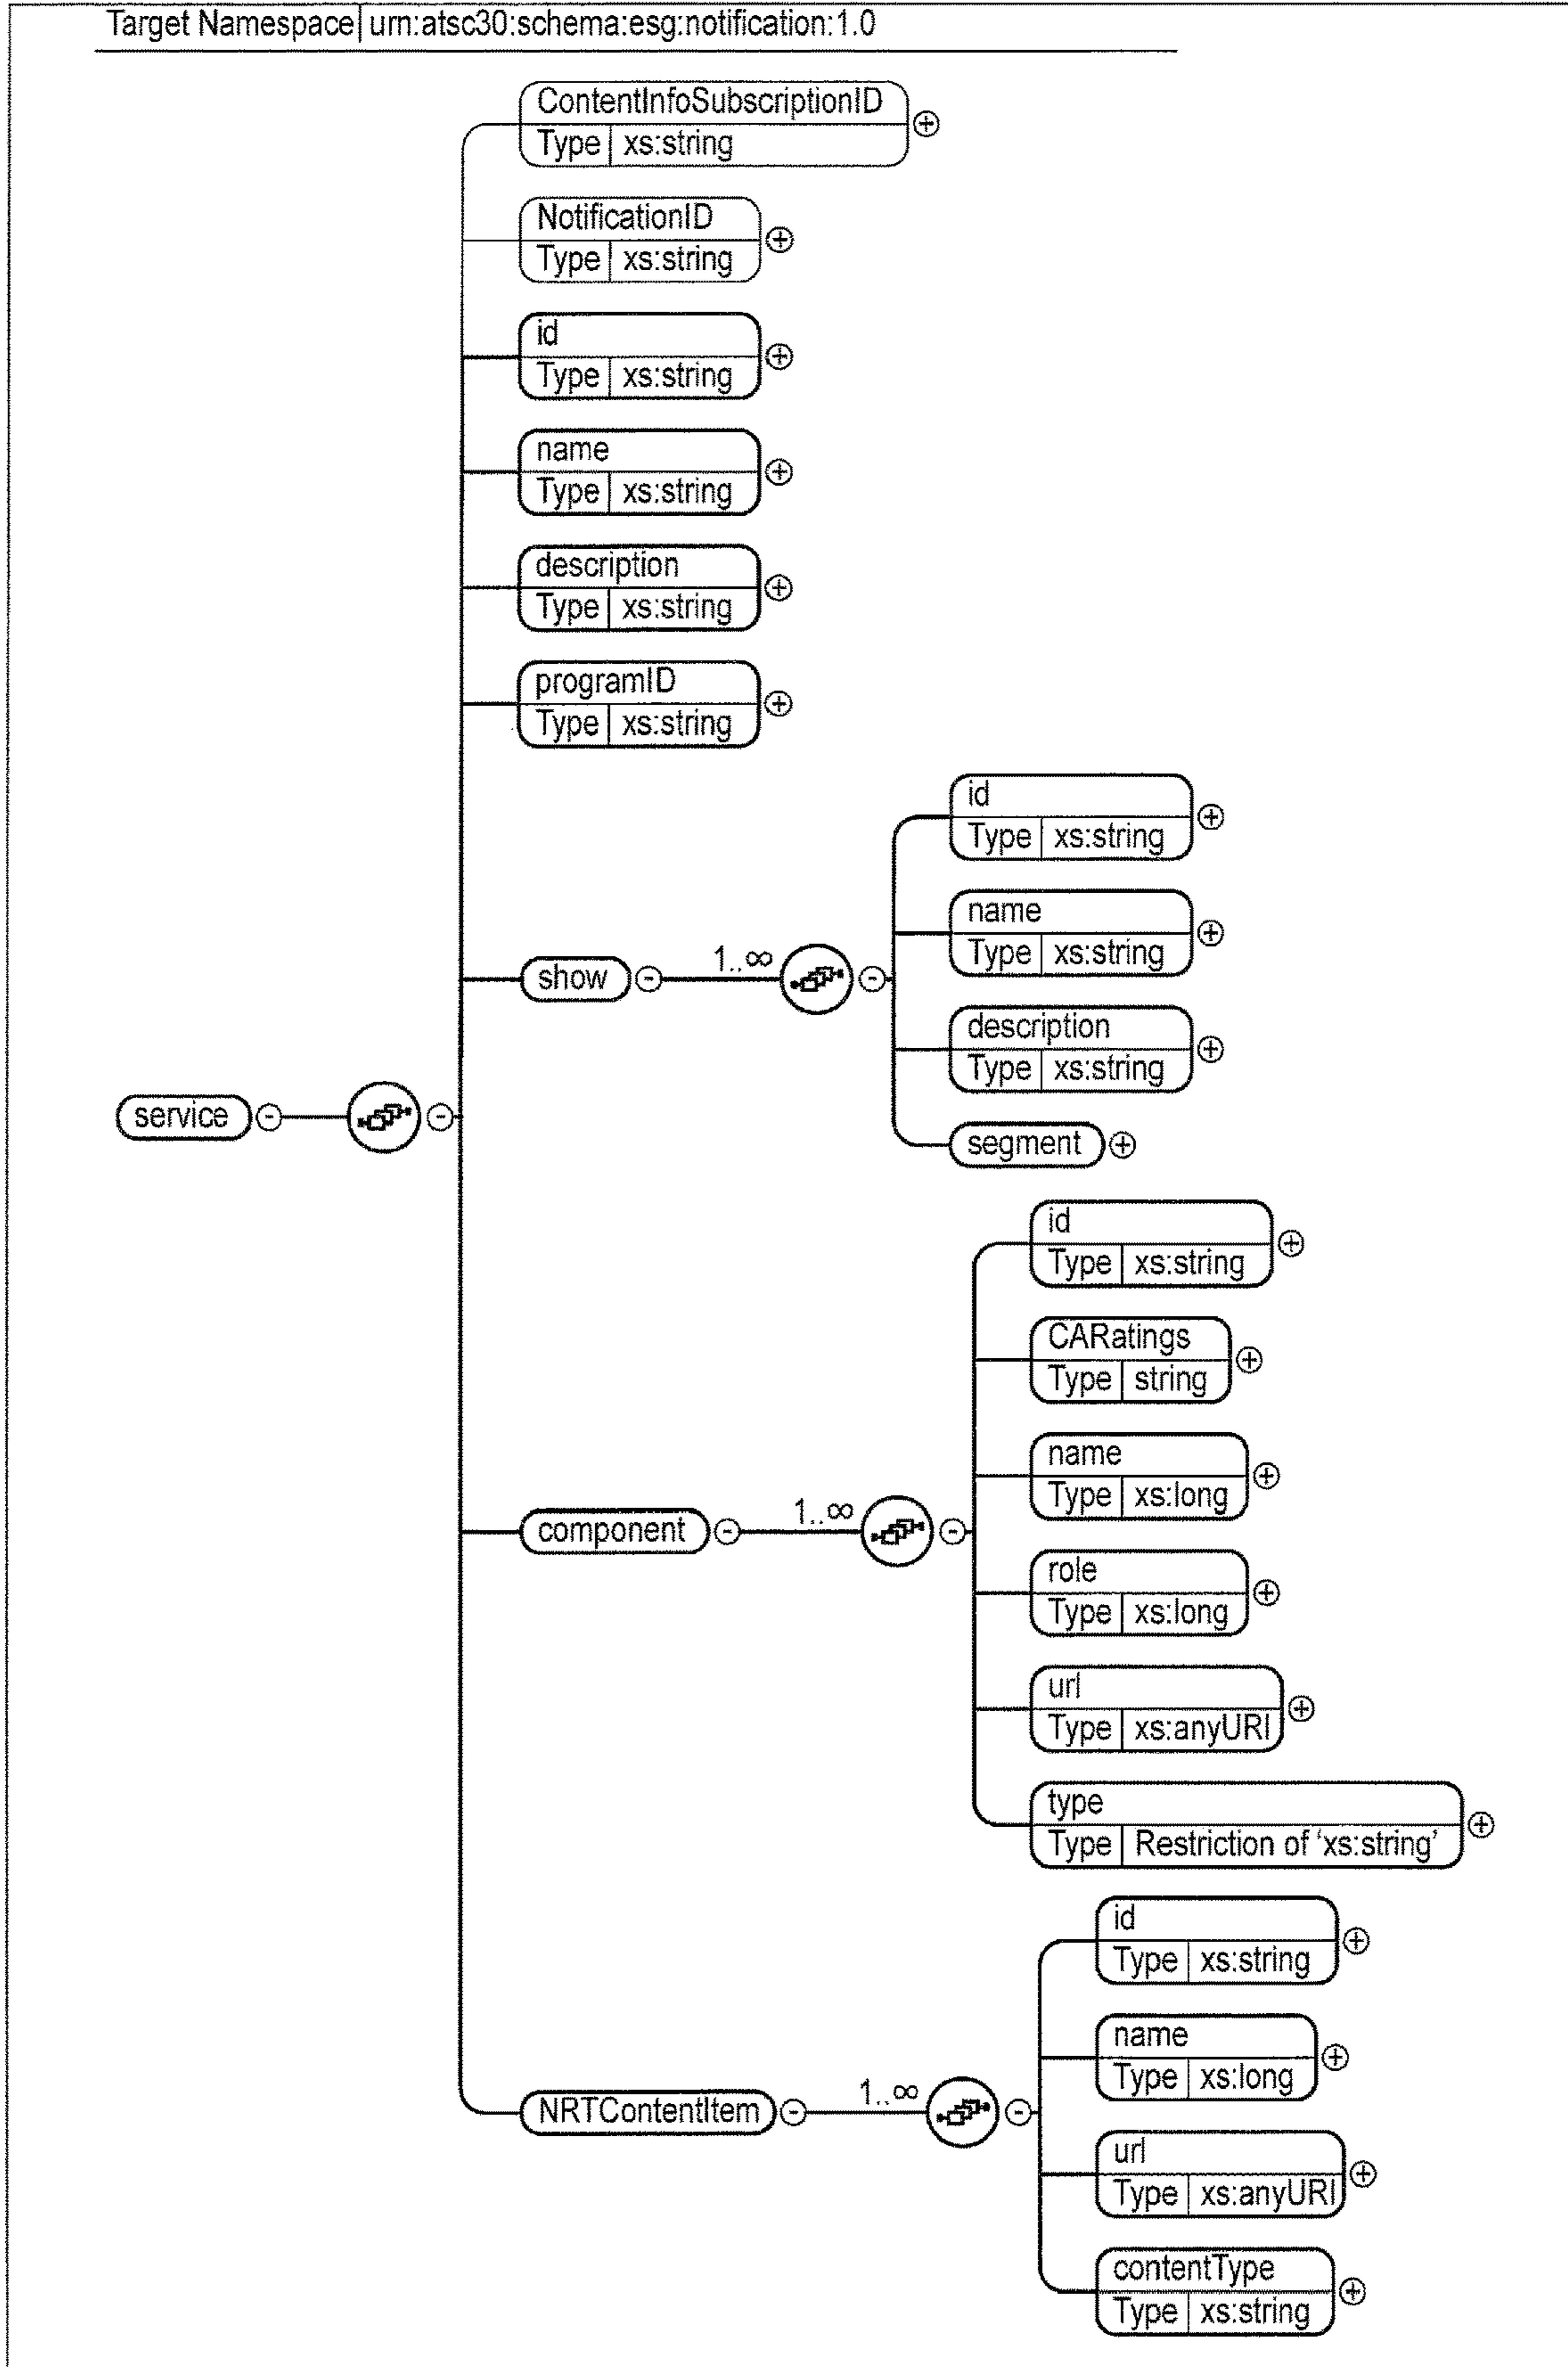 Target Namespace urn:atsc30:schema:esg:notification:1.0
ContentInfoSubscriptionID
Type xs:string
NotificationID
Type xs:string
id
Type xs:string
name
Type xs:string
description
Type xs:string
programID
Type xs:string
show
1..∞
id
Type xs:string
name
Type xs:string
description
Type xs:string
segment
service
component
1..∞
id
Type xs:string
CARatings
Type string
name
Type xs:long
role
Type xs:long
url
Type xs:anyURI
type
Type Restriction of 'xs:string'
NRTContentItem
1..∞
id
Type xs:string
name
Type xs:long
url
Type xs:anyURI
contentType
Type xs:string